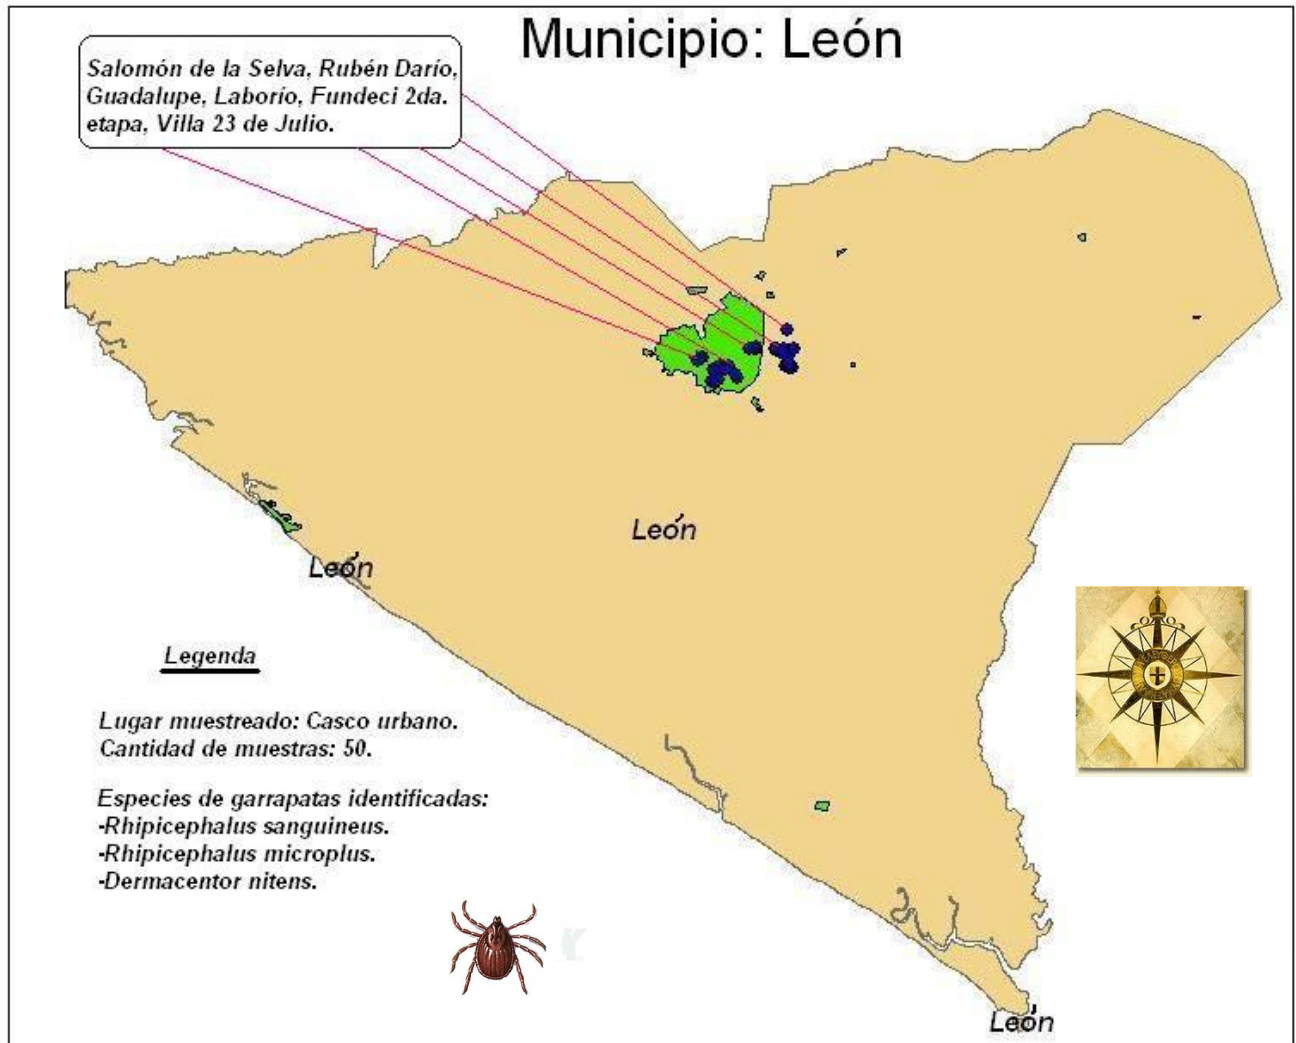 Municipio: León
Salomón de la Selva, Rubén Darío,
Guadalupe, Laborío, Fundeci 2da.
etapa, Villa 23 de Julio.
León
León
Legenda
Lugar muestreado: Casco urbano.
Cantidad de muestras: 50.
Especies de garrapatas identificadas:
-Rhipicephalus sanguineus.
-Rhipicephalus microplus.
-Dermacentor nitens.
León